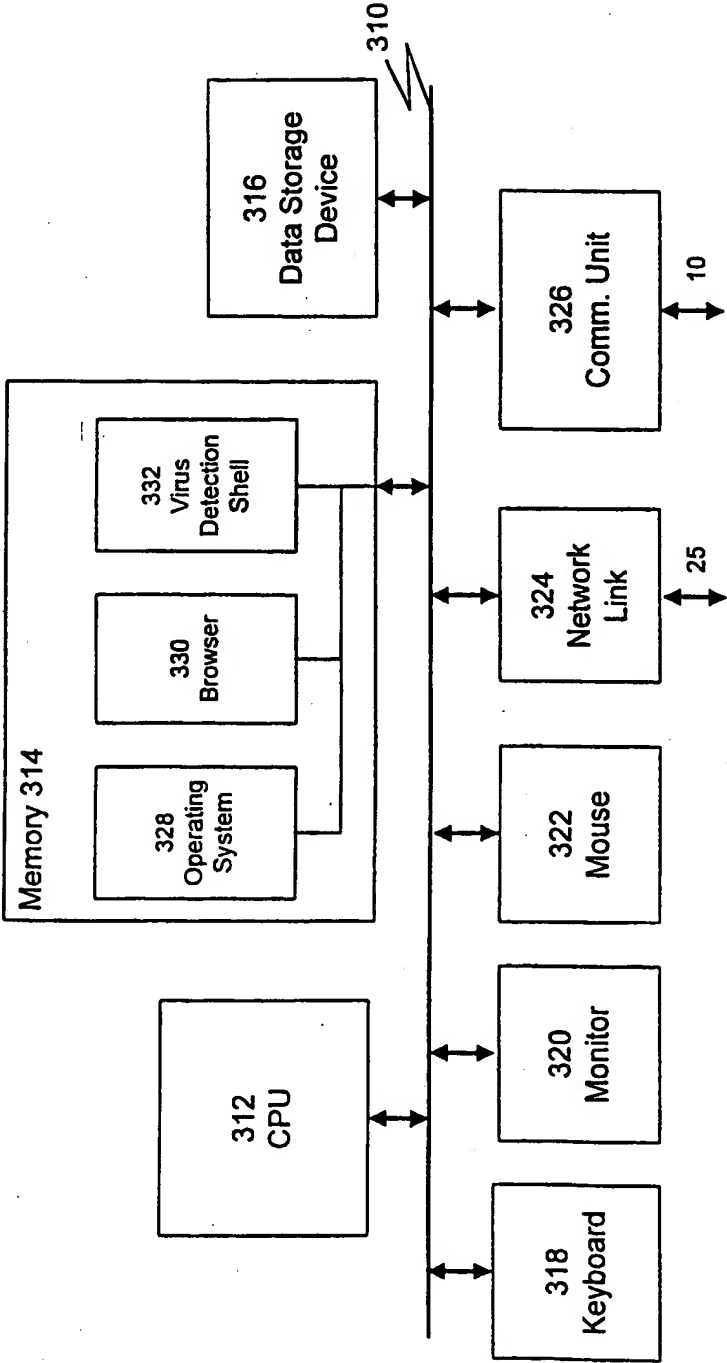 Memory 314
312
CPU
328
Operating
System
330
Browser
332
Virus
Detection
Shell
316
Data Storage
Device
310
318
Keyboard
320
Monitor
322
Mouse
324
Network
Link
326
Comm. Unit
25
10